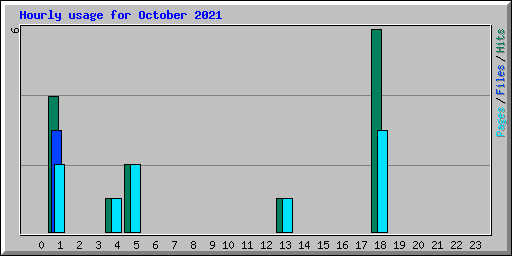 Hourly usage for October 2021
6
Pages/Files/Hits
0 1 2 3 4 5 6 7 8 9 10 11 12 13 14 15 16 17 18 19 20 21 22 23